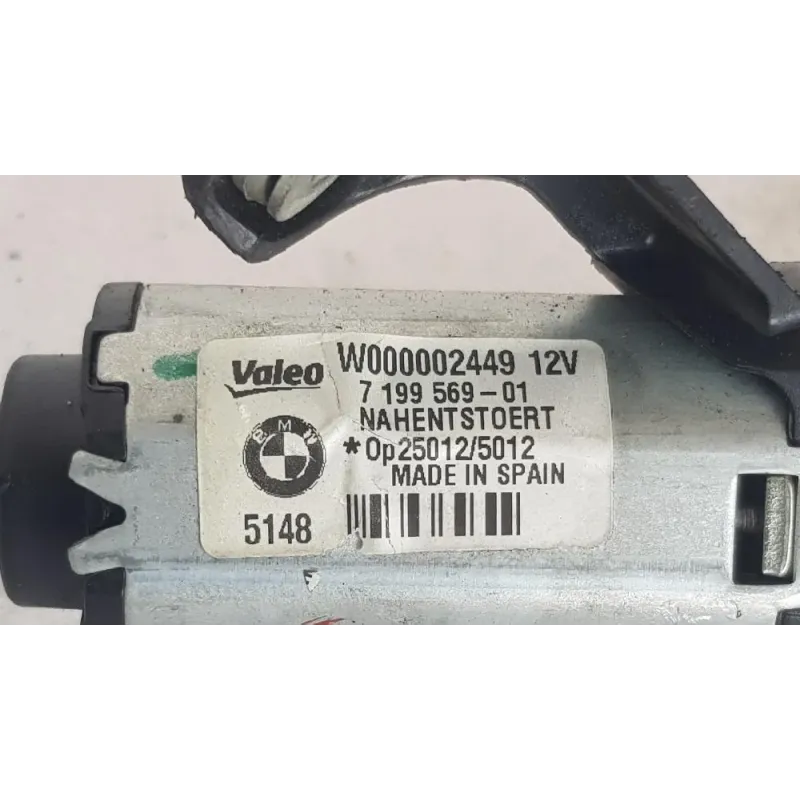 Valeo W000002449 12V
7 199 569-01
NAHENTSTOERT
BMW
*Op25012/5012
MADE IN SPAIN
5148